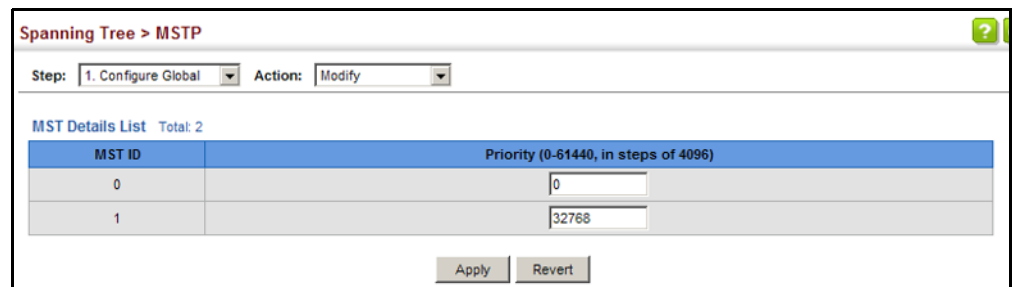 Spanning Tree > MSTP ?
Step: 1. Configure Global Action: Modify
MST Details List Total: 2
MST ID Priority (0-61440, in steps of 4096)
0 0
1 32768
Apply Revert